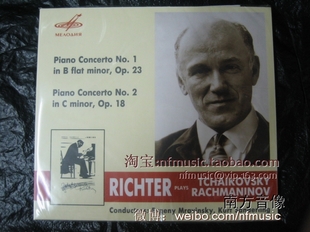 МЕЛОДИЯ
Piano Concerto No. 1
in B flat minor, Op. 23
Piano Concerto No. 2
in C minor, Op. 18
淘宝:nfmusic.taobao.com
RICHTER PLAYS TCHAIKOVSKY
RACHMANINOV
南方音像
微博: weibo.com/nfmusic